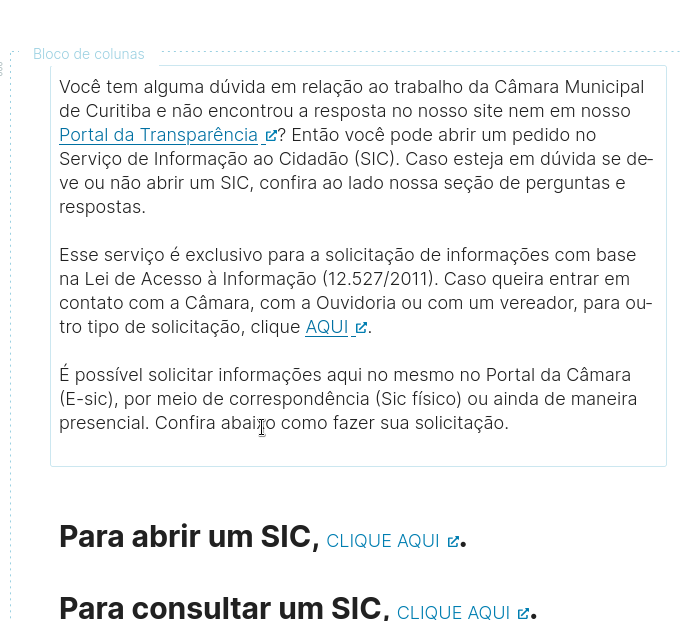 Bloco de colunas
Você tem alguma dúvida em relação ao trabalho da Câmara Municipal
de Curitiba e não encontrou a resposta no nosso site nem em nosso
Portal da Transparência? Então você pode abrir um pedido no
Serviço de Informação ao Cidadão (SIC). Caso esteja em dúvida se de-
ve ou não abrir um SIC, confira ao lado nossa seção de perguntas e
respostas.
Esse serviço é exclusivo para a solicitação de informações com base
na Lei de Acesso à Informação (12.527/2011). Caso queira entrar em
contato com a Câmara, com a Ouvidoria ou com um vereador, para ou-
tro tipo de solicitação, clique AQUI.
É possível solicitar informações aqui no mesmo no Portal da Câmara
(E-sic), por meio de correspondência (Sic físico) ou ainda de maneira
presencial. Confira abaixo como fazer sua solicitação.
Para abrir um SIC, CLIQUE AQUI.
Para consultar um SIC, CLIQUE AQUI.